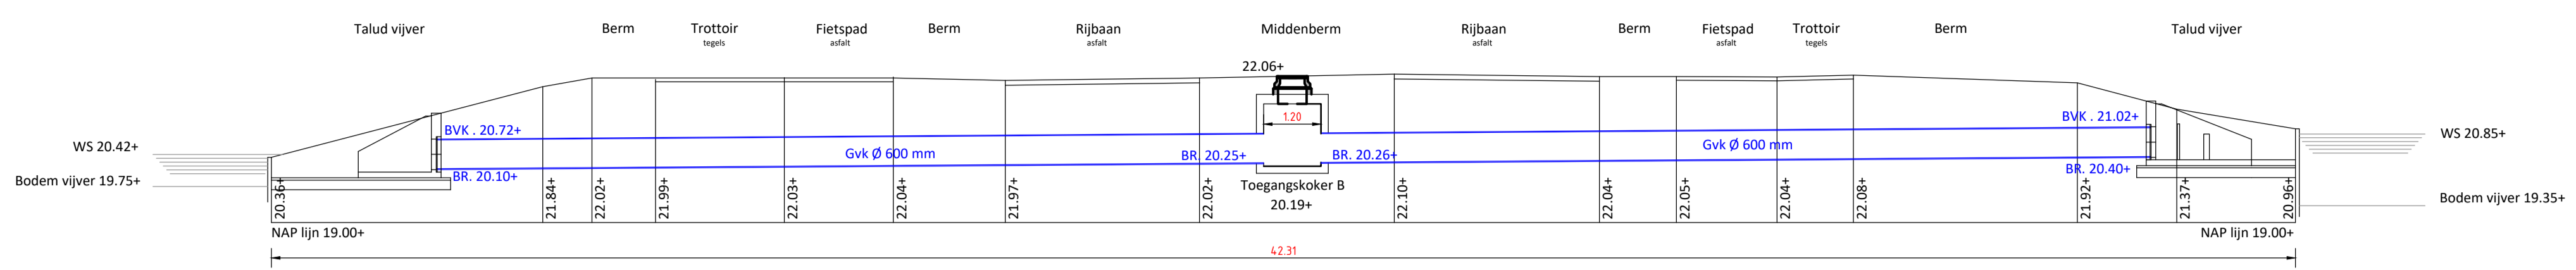 Talud vijver Berm Trottoir Fietspad Berm Rijbaan Middenberm Rijbaan Berm Fietspad Trottoir Berm Talud vijver
tegels asfalt asfalt asfalt asfalt tegels
22.06+
1.20
BVK . 20.72+ BVK . 21.02+
WS 20.42+ WS 20.85+
Gvk Ø 600 mm Gvk Ø 600 mm
BR. 20.25+ BR. 20.26+
BR. 20.10+ BR. 20.40+
Bodem vijver 19.75+ Bodem vijver 19.35+
Toegangskoker B
20.19+
20.36+ 21.84+ 22.02+ 21.99+ 22.03+ 22.04+ 21.97+ 22.02+ 22.10+ 22.04+ 22.05+ 22.04+ 22.08+ 21.92+ 21.37+ 20.96+
NAP lijn 19.00+ NAP lijn 19.00+
42.31